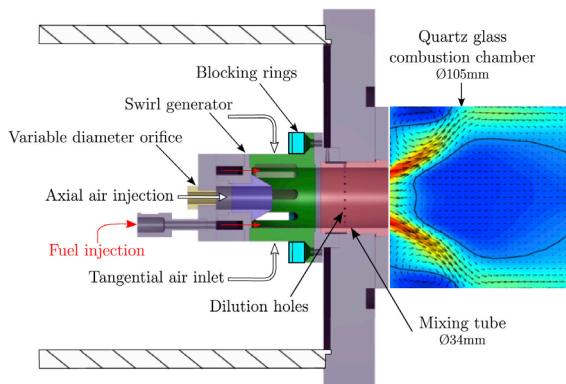 Quartz glass
combustion chamber
Ø105mm
Blocking rings
Swirl generator
Variable diameter orifice
Axial air injection
Fuel injection
Tangential air inlet
Dilution holes
Mixing tube
Ø34mm